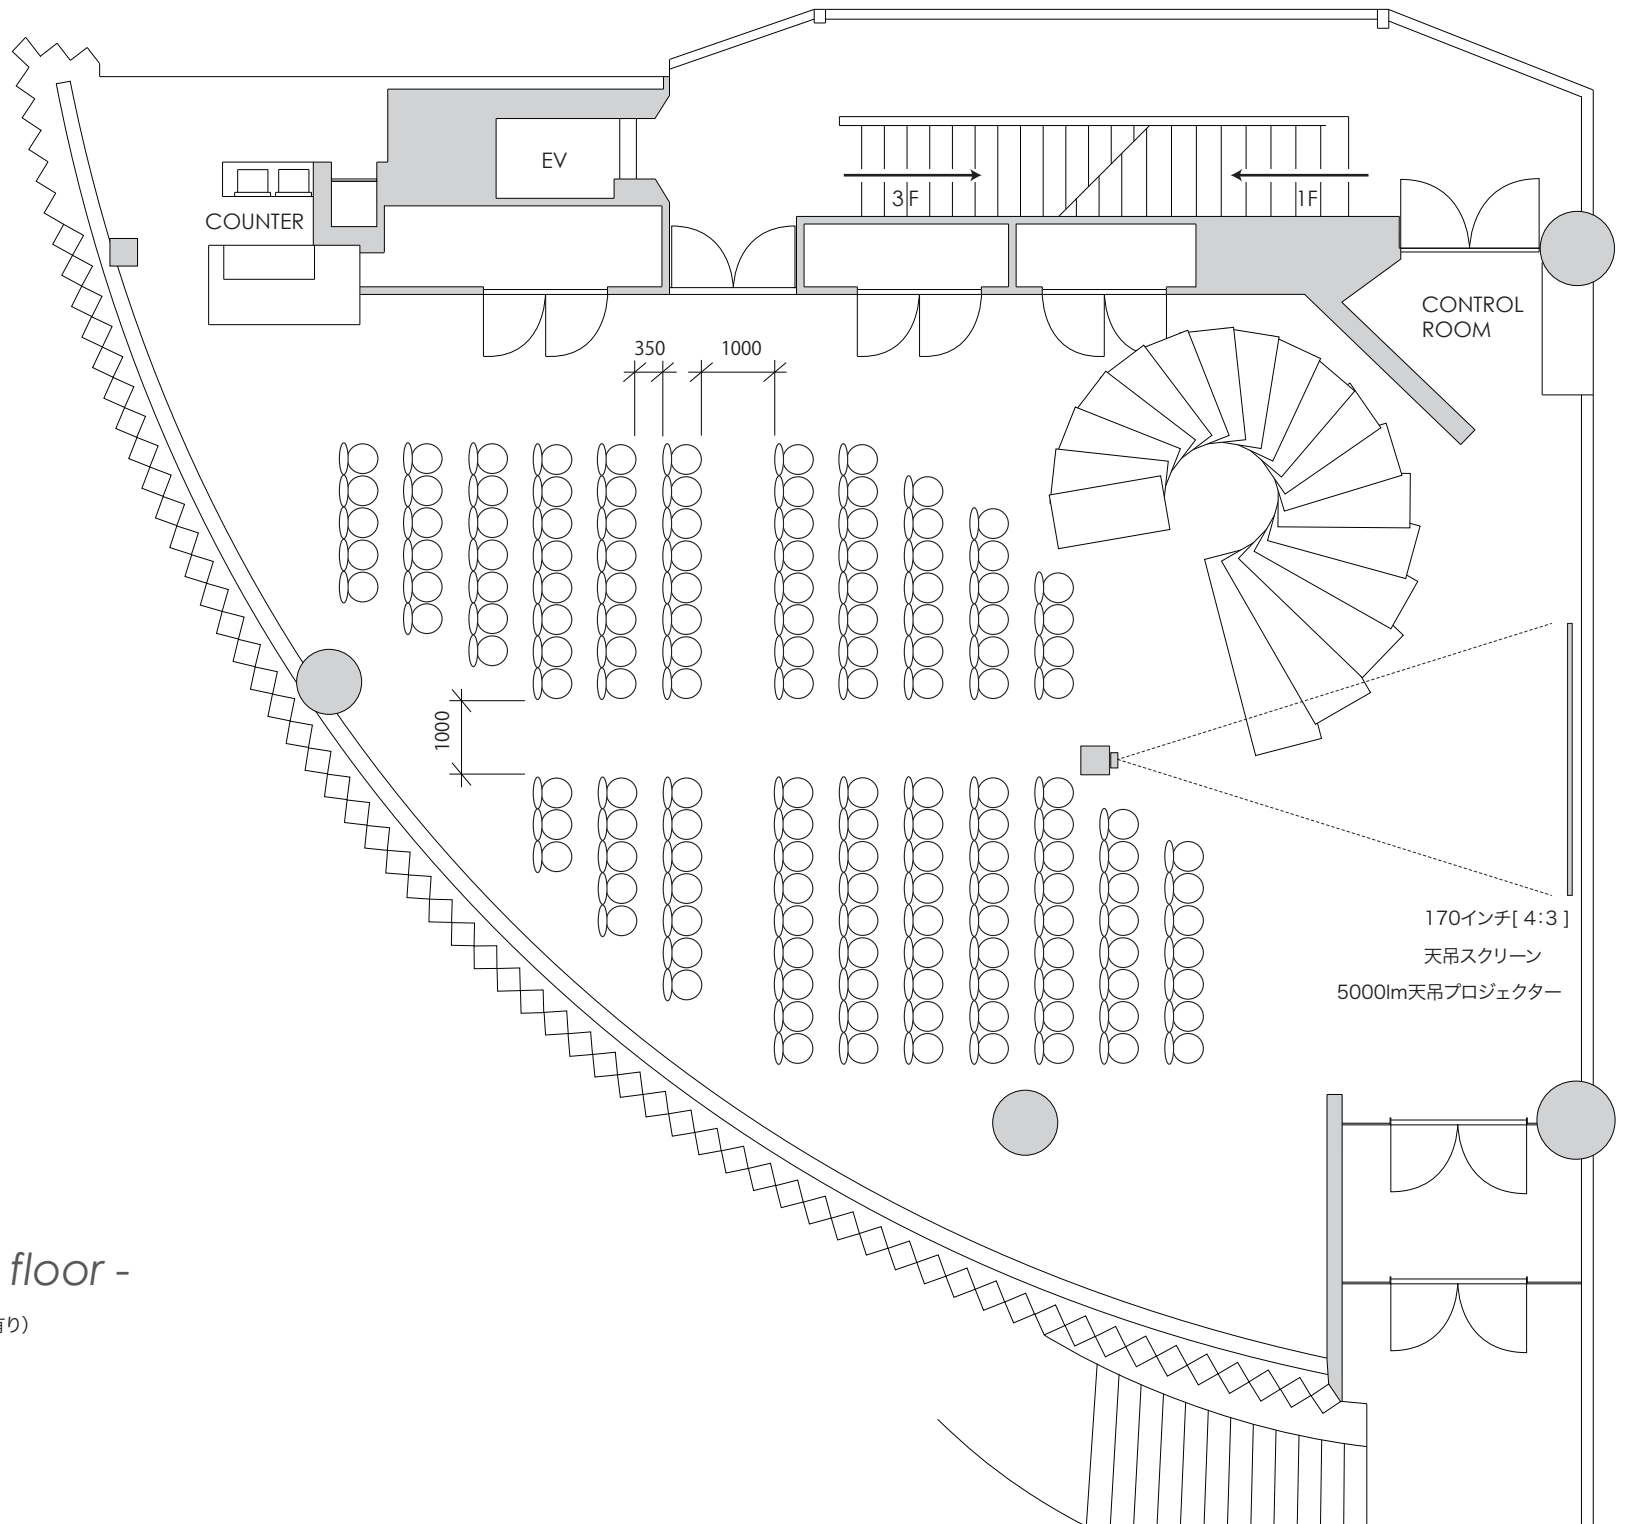 EV
3F
1F
COUNTER
CONTROL
ROOM
350
1000
1000
170インチ[ 4:3 ]
天吊スクリーン
5000lm天吊プロジェクター
floor -
有り）